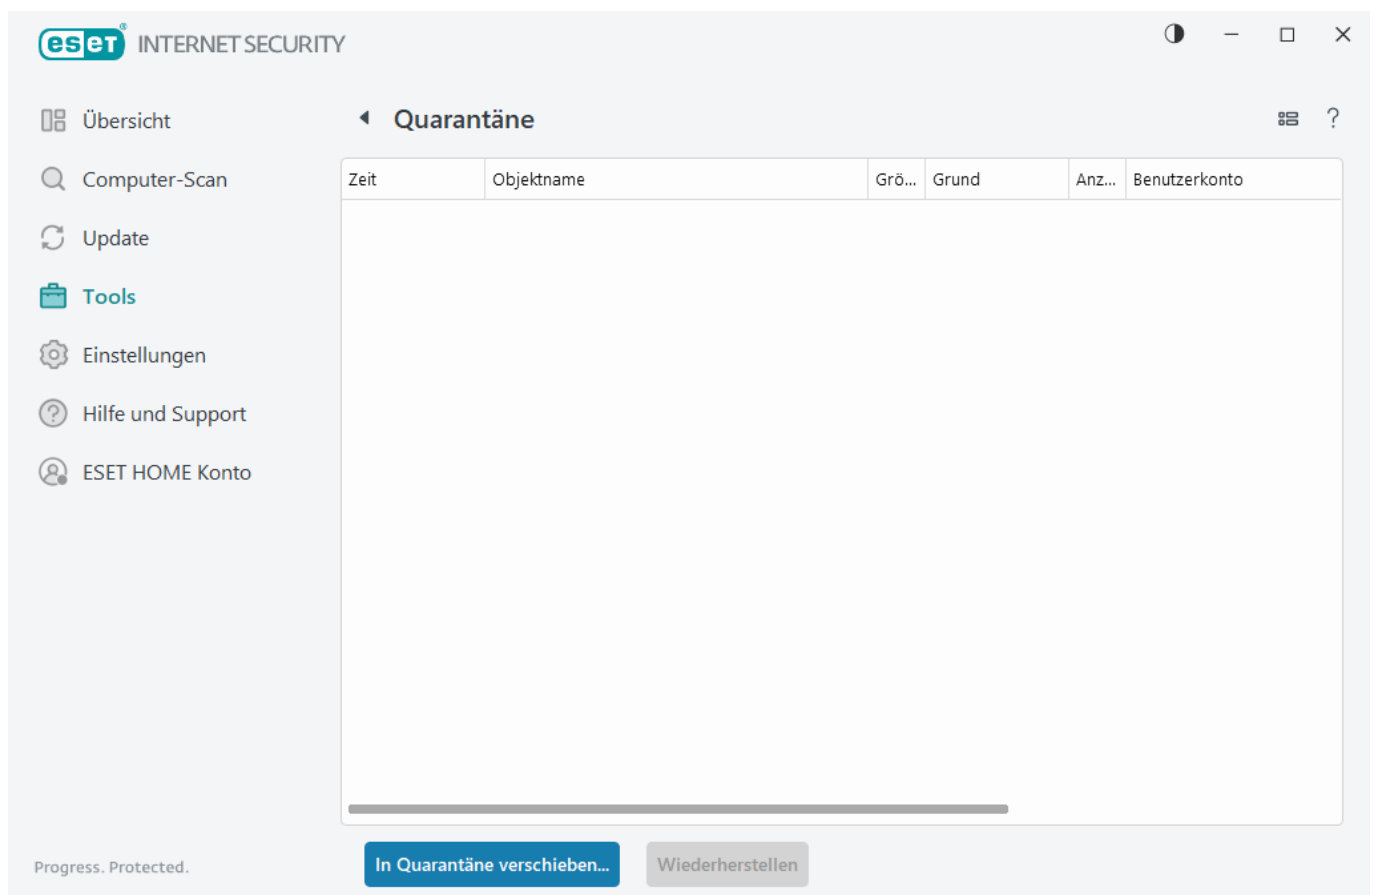 eset® INTERNET SECURITY
Übersicht
Computer-Scan
Update
Tools
Einstellungen
Hilfe und Support
ESET HOME Konto
Progress. Protected.
Quarantäne
?
Zeit Objektname Grö... Grund Anz... Benutzerkonto
In Quarantäne verschieben... Wiederherstellen